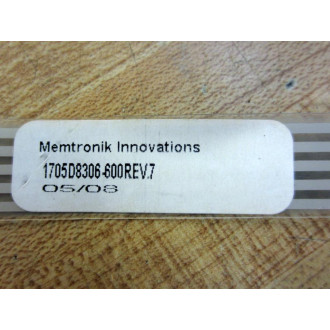 Memtronik Innovations
1705D8306-600REV.7
05/08